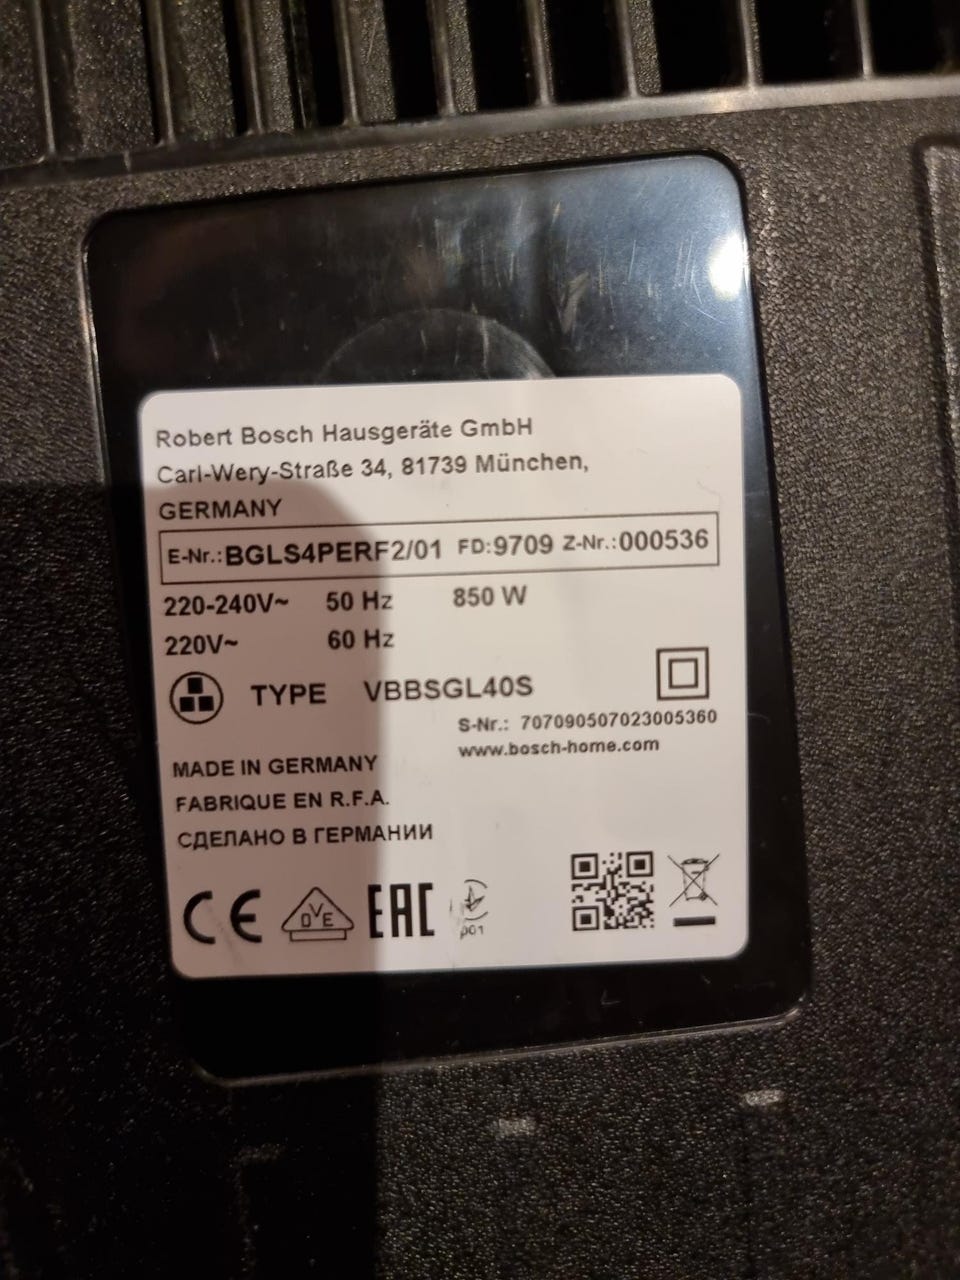 Robert Bosch Hausgeräte GmbH
Carl-Wery-Straße 34, 81739 München,
GERMANY
E-Nr.:BGLS4PERF2/01 FD:9709 Z-Nr.:000536
220-240V~ 50 Hz 850 W
220V~ 60 Hz
TYPE VBBSGL40S
S-Nr.: 707090507023005360
www.bosch-home.com
MADE IN GERMANY
FABRIQUE EN R.F.A.
СДЕЛАНО В ГЕРМАНИИ
CE DVE EAC